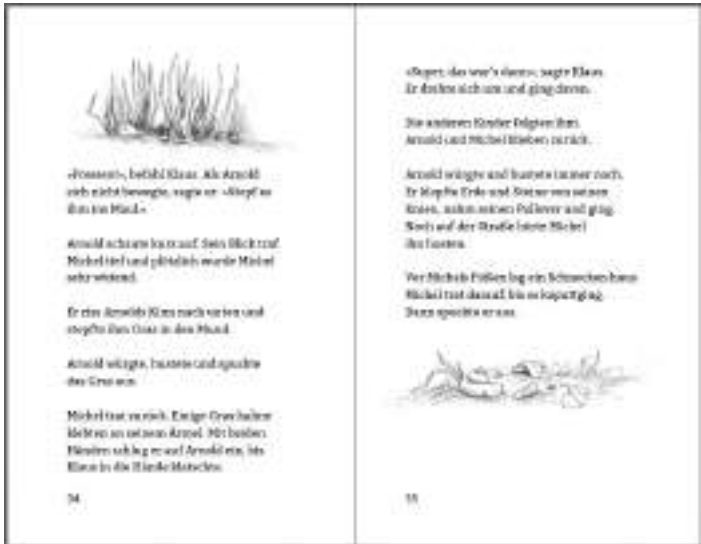 «Fressen!», befahl Klaus. Als Arnold
sich nicht bewegte, sagte er: «Stopf es
ihm ins Maul.»
Arnold schaute kurz auf. Sein Blick traf
Michel tief und plötzlich wurde Michel
sehr wütend.
Er riss Arnolds Kinn nach unten und
stopfte ihm Gras in den Mund.
Arnold würgte, hustete und spuckte
das Gras aus.
Michel trat zurück. Einige Grashalme
klebten an seinem Ärmel. Mit beiden
Händen schlug er auf Arnold ein, bis
Klaus in die Hände klatschte.
34
«Super, das war's dann», sagte Klaus.
Er drehte sich um und ging davon.
Die anderen Kinder folgten ihm.
Arnold und Michel blieben zurück.
Arnold würgte und hustete immer noch.
Er klopfte Erde und Steine von seinen
Knien, nahm seinen Pullover und ging.
Noch auf der Straße hörte Michel
ihn husten.
Vor Michels Füßen lag ein Schneckenhaus.
Michel trat darauf, bis es kaputtging.
Dann spuckte er aus.
35